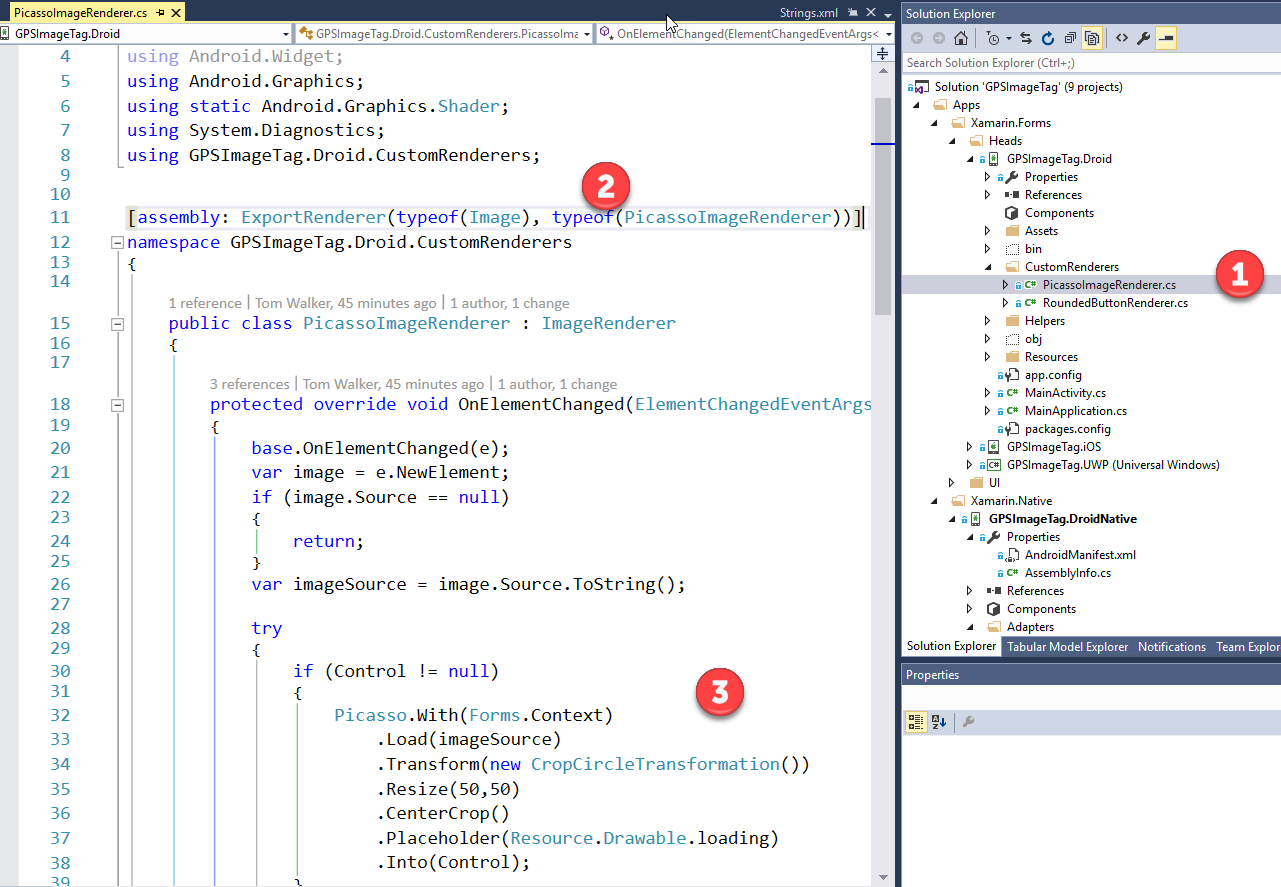 PicassoImageRenderer.cs
Strings.xml
GPSImageTag.Droid
GPSImageTag.Droid.CustomRenderers.PicassoIma
OnElementChanged(ElementChangedEventArgs<
4 using Android.Widget;
5 using Android.Graphics;
6 using static Android.Graphics.Shader;
7 using System.Diagnostics;
8 using GPSImageTag.Droid.CustomRenderers;
9
10
2
11 [assembly: ExportRenderer(typeof(Image), typeof(PicassoImageRenderer))]
12 namespace GPSImageTag.Droid.CustomRenderers
13 {
14
1 reference | Tom Walker, 45 minutes ago | 1 author, 1 change
15 public class PicassoImageRenderer : ImageRenderer
16 {
17
3 references | Tom Walker, 45 minutes ago | 1 author, 1 change
18 protected override void OnElementChanged(ElementChangedEventArgs
19 {
20 base.OnElementChanged(e);
21 var image = e.NewElement;
22 if (image.Source == null)
23 {
24 return;
25 }
26 var imageSource = image.Source.ToString();
27
28 try
29 {
30 if (Control != null)
31 {
3
32 Picasso.With(Forms.Context)
33 .Load(imageSource)
34 .Transform(new CropCircleTransformation())
35 .Resize(50,50)
36 .CenterCrop()
37 .Placeholder(Resource.Drawable.loading)
38 .Into(Control);
39 }
Solution Explorer
Search Solution Explorer (Ctrl+;)
Solution 'GPSImageTag' (9 projects)
Apps
Xamarin.Forms
Heads
GPSImageTag.Droid
Properties
References
Components
Assets
bin
CustomRenderers
1
PicassoImageRenderer.cs
RoundedButtonRenderer.cs
Helpers
obj
Resources
app.config
MainActivity.cs
MainApplication.cs
packages.config
GPSImageTag.iOS
GPSImageTag.UWP (Universal Windows)
UI
Xamarin.Native
GPSImageTag.DroidNative
Properties
AndroidManifest.xml
AssemblyInfo.cs
References
Components
Adapters
Solution Explorer Tabular Model Explorer Notifications Team Explor
Properties